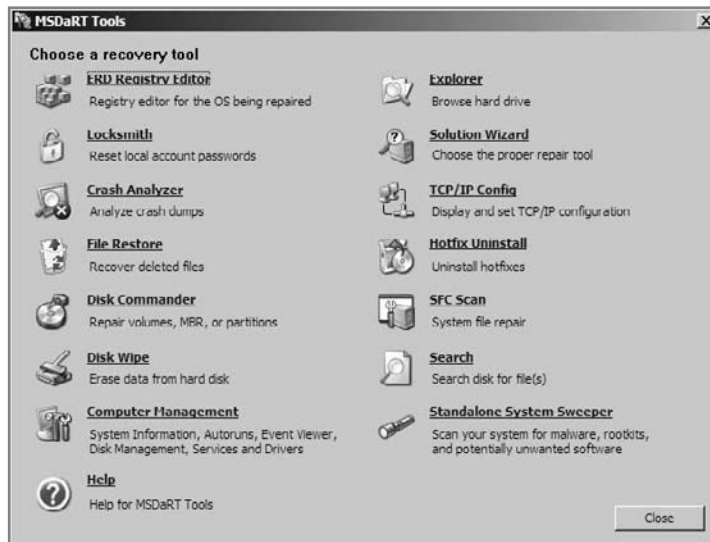 MSDaRT Tools
Choose a recovery tool
ERD Registry Editor
Registry editor for the OS being repaired
Locksmith
Reset local account passwords
Crash Analyzer
Analyze crash dumps
File Restore
Recover deleted files
Disk Commander
Repair volumes, MBR, or partitions
Disk Wipe
Erase data from hard disk
Computer Management
System Information, Autoruns, Event Viewer,
Disk Management, Services and Drivers
Help
Help for MSDaRT Tools
Explorer
Browse hard drive
Solution Wizard
Choose the proper repair tool
TCP/IP Config
Display and set TCP/IP configuration
Hotfix Uninstall
Uninstall hotfixes
SFC Scan
System file repair
Search
Search disk for file(s)
Standalone System Sweeper
Scan your system for malware, rootkits,
and potentially unwanted software
Close